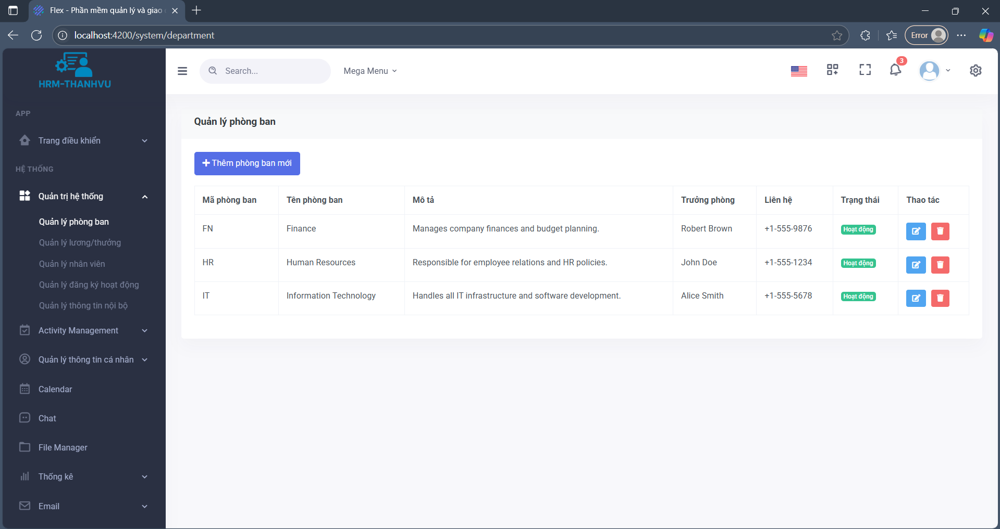 Flex - Phần mềm quản lý và giao
localhost:4200/system/department
Error
HRM-THANHVU
Search...
Mega Menu
3
APP
Trang điều khiển
HỆ THỐNG
Quản trị hệ thống
Quản lý phòng ban
Quản lý lương/thưởng
Quản lý nhân viên
Quản lý đăng ký hoạt động
Quản lý thông tin nội bộ
Activity Management
Quản lý thông tin cá nhân
Calendar
Chat
File Manager
Thống kê
Email
Quản lý phòng ban
Thêm phòng ban mới
Mã phòng ban Tên phòng ban Mô tả Trưởng phòng Liên hệ Trạng thái Thao tác
FN Finance Manages company finances and budget planning. Robert Brown +1-555-9876 Hoạt động
HR Human Resources Responsible for employee relations and HR policies. John Doe +1-555-1234 Hoạt động
IT Information Technology Handles all IT infrastructure and software development. Alice Smith +1-555-5678 Hoạt động